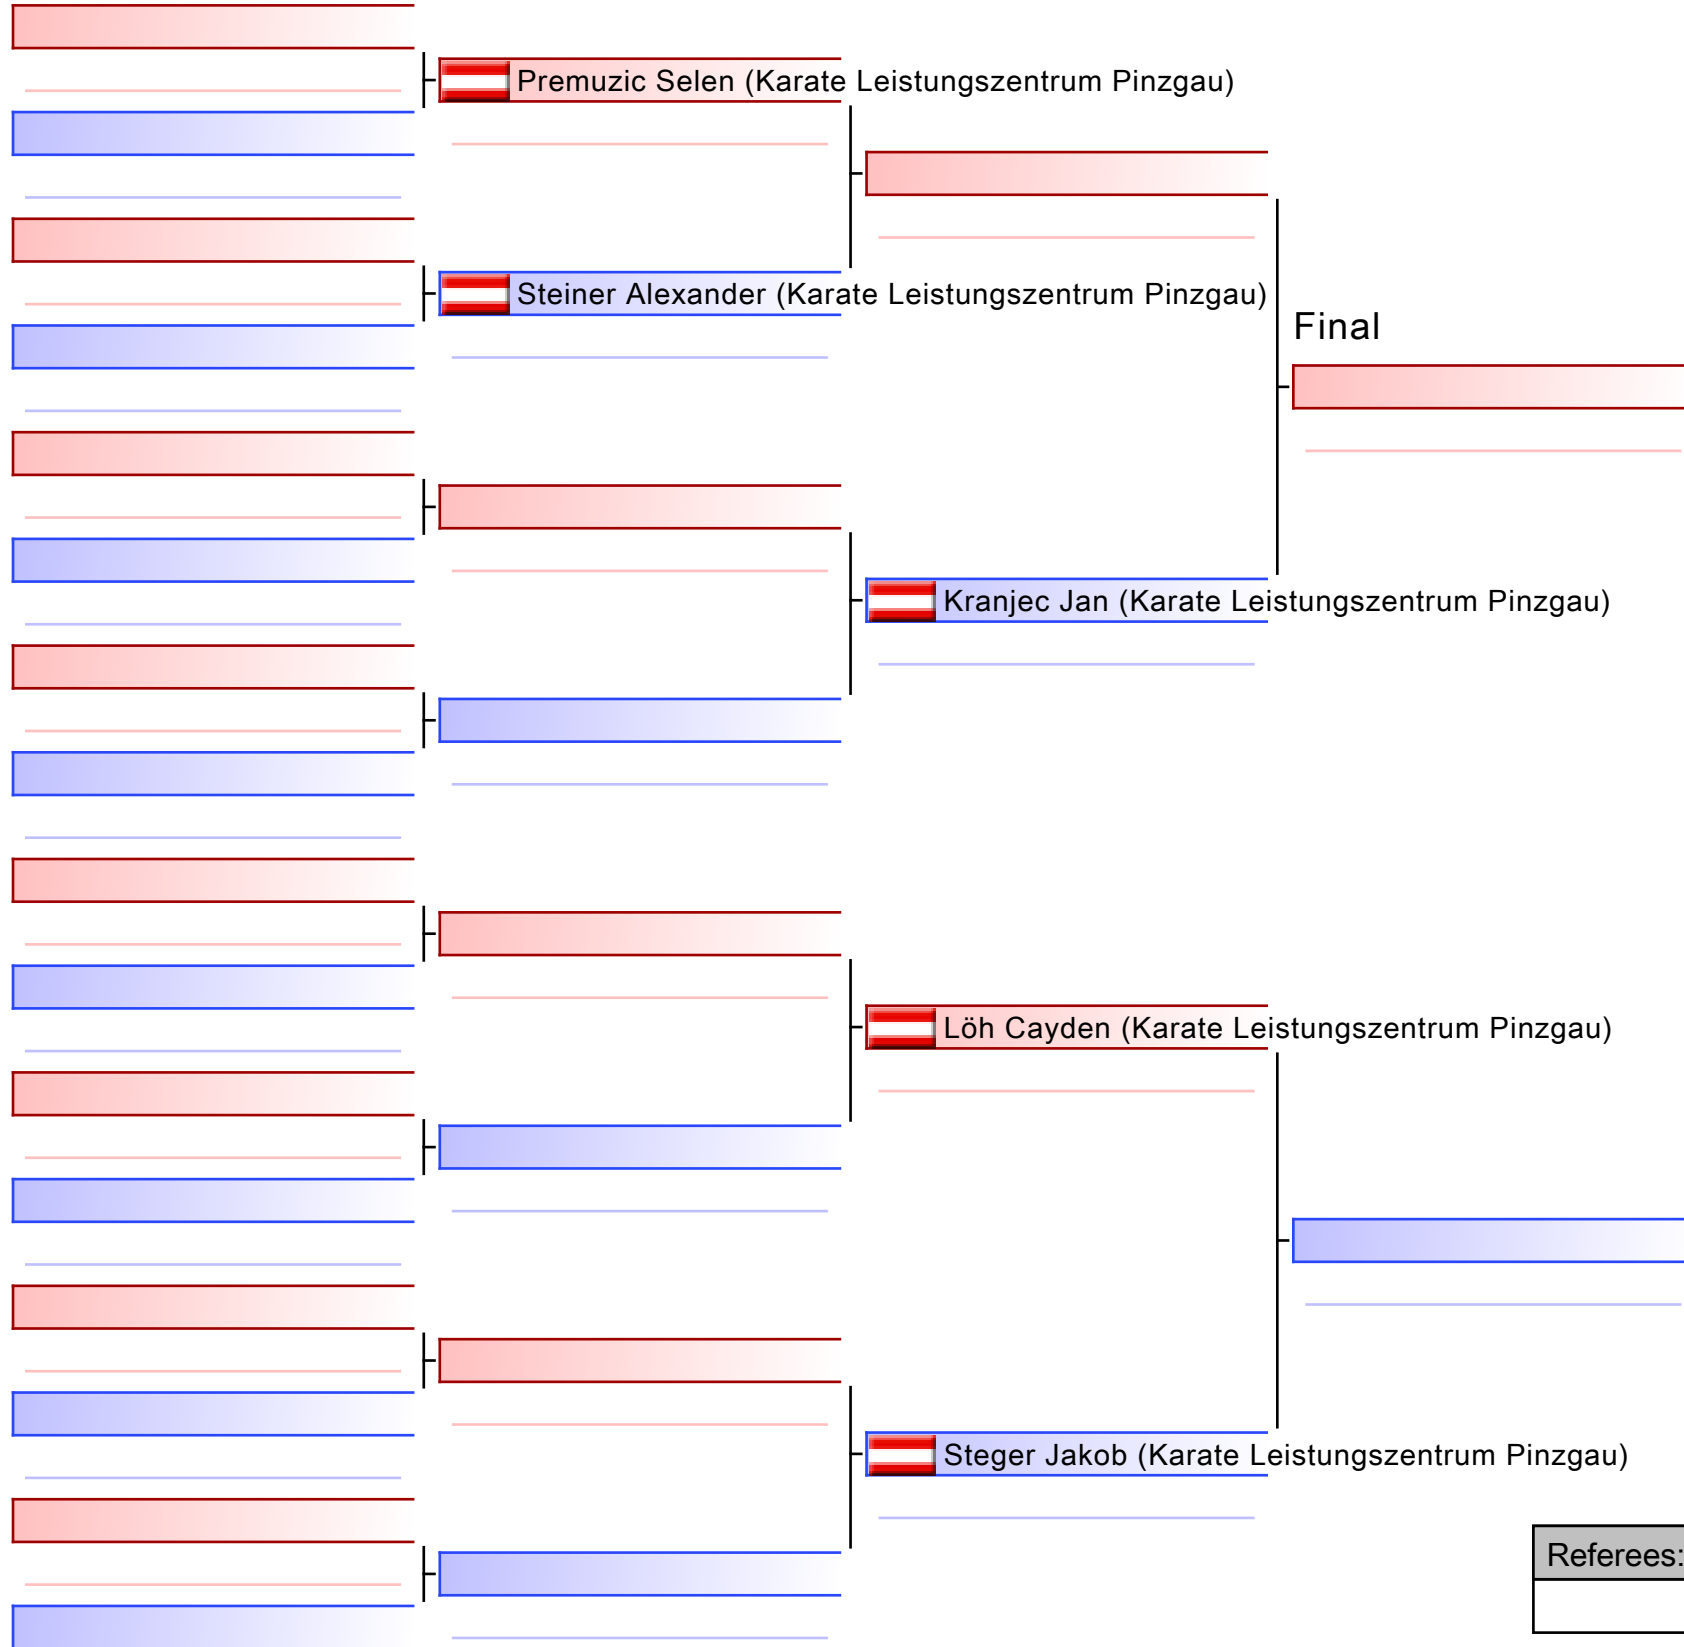 Premuzic Selen (Karate Leistungszentrum Pinzgau)
Steiner Alexander (Karate Leistungszentrum Pinzgau)
Final
Kranjec Jan (Karate Leistungszentrum Pinzgau)
Löh Cayden (Karate Leistungszentrum Pinzgau)
Steger Jakob (Karate Leistungszentrum Pinzgau)
Referees: